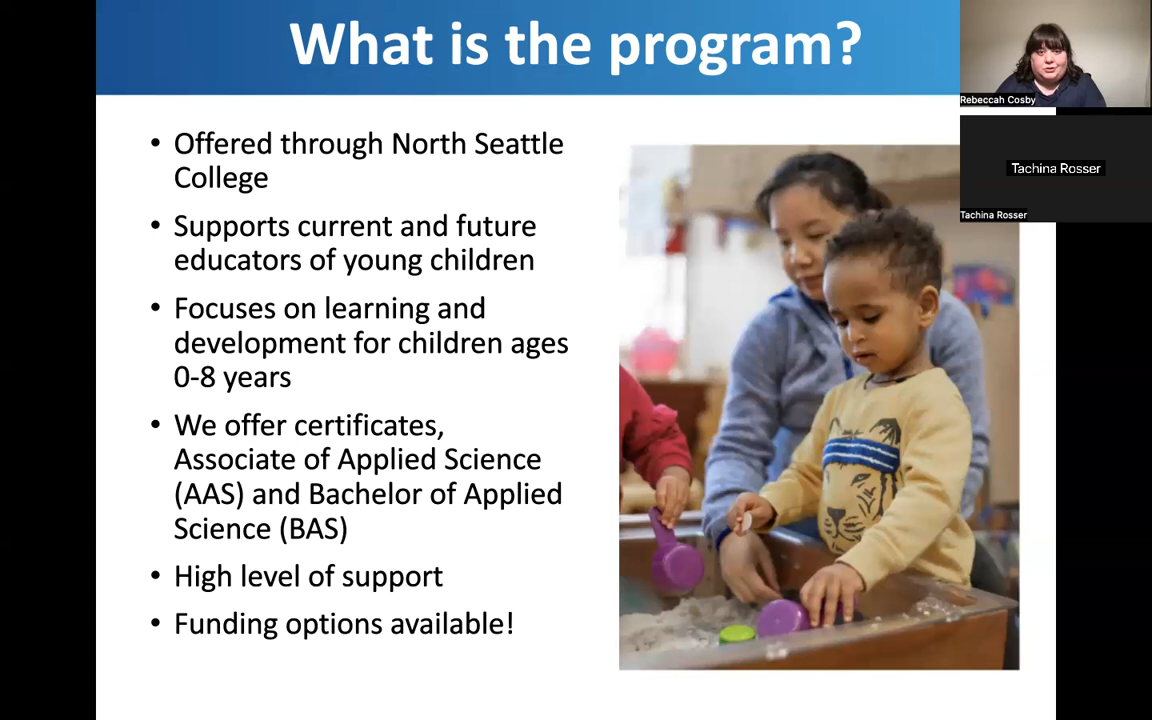 What is the program?
• Offered through North Seattle
College
• Supports current and future
educators of young children
• Focuses on learning and
development for children ages
0-8 years
• We offer certificates,
Associate of Applied Science
(AAS) and Bachelor of Applied
Science (BAS)
• High level of support
• Funding options available!
Rebeccah Cosby
Tachina Rosser
Tachina Rosser